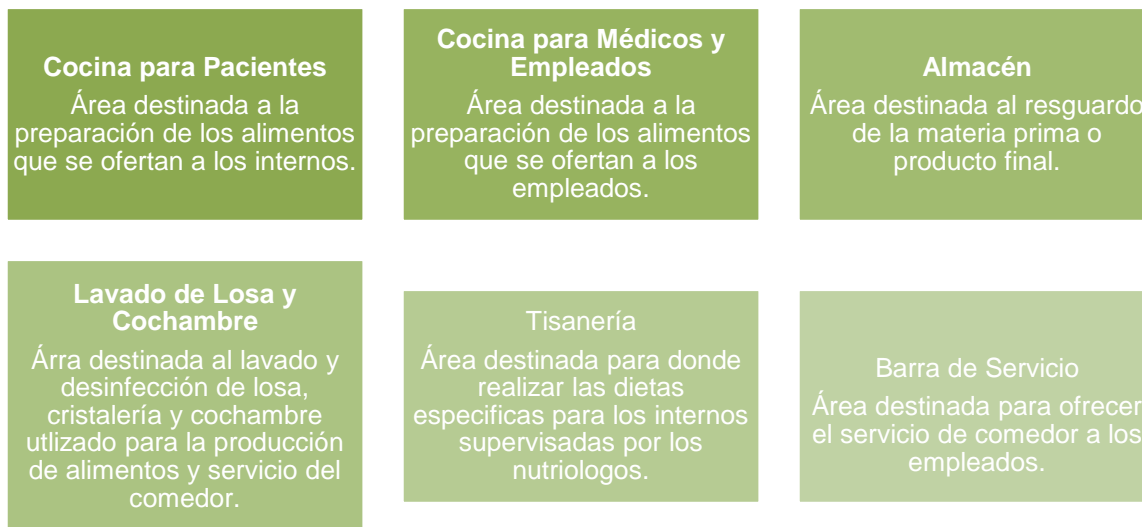 Cocina para Pacientes
Área destinada a la
preparación de los alimentos
que se ofertan a los internos.
Cocina para Médicos y
Empleados
Área destinada a la
preparación de los alimentos
que se ofertan a los
empleados.
Almacén
Área destinada al resguardo
de la materia prima o
producto final.
Lavado de Losa y
Cochambre
Árra destinada al lavado y
desinfección de losa,
cristalería y cochambre
utlizado para la producción
de alimentos y servicio del
comedor.
Tisanería
Área destinada para donde
realizar las dietas
especificas para los internos
supervisadas por los
nutriologos.
Barra de Servicio
Área destinada para ofrecer
el servicio de comedor a los
empleados.